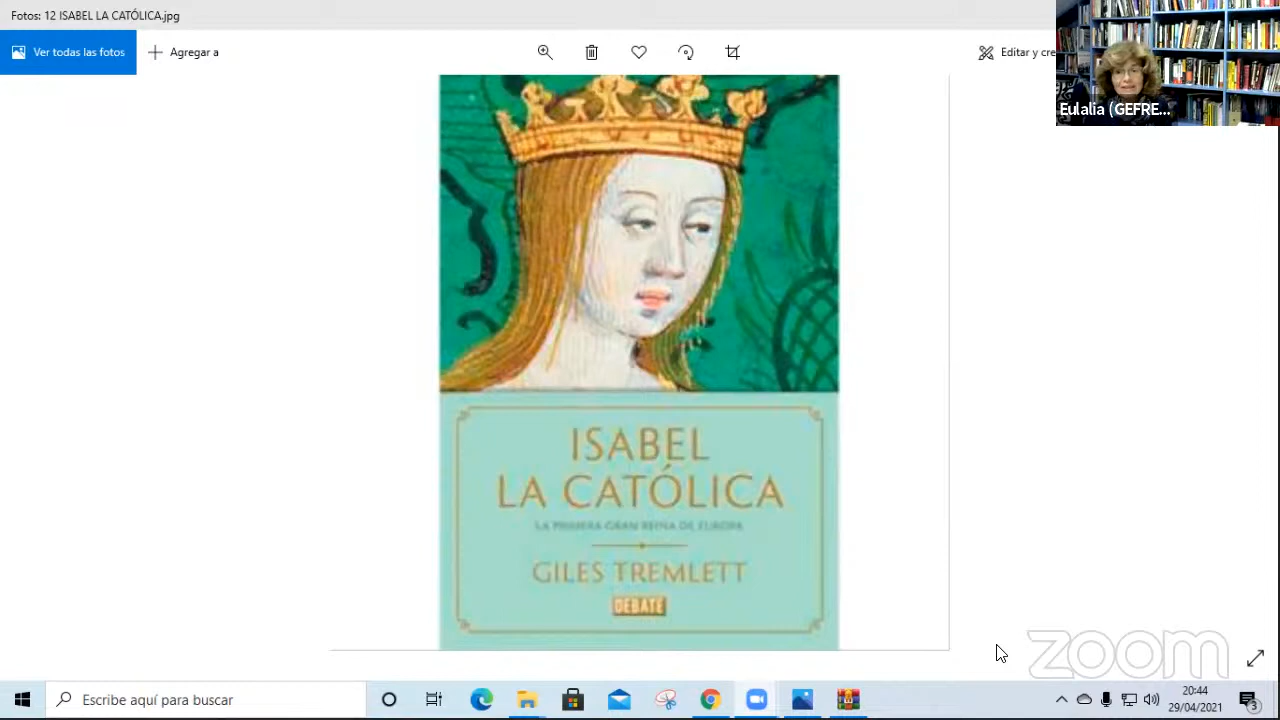 Fotos: 12 ISABEL LA CATÓLICA.jpg
Ver todas las fotos
Agregar a
Editar y cre
Eulalia (GEFRE...
ISABEL
LA CATÓLICA
LA PRIMERA GRAN REINA DE EUROPA
GILES TREMLETT
DEBATE
zoom
Escribe aquí para buscar
20:44
29/04/2021
3